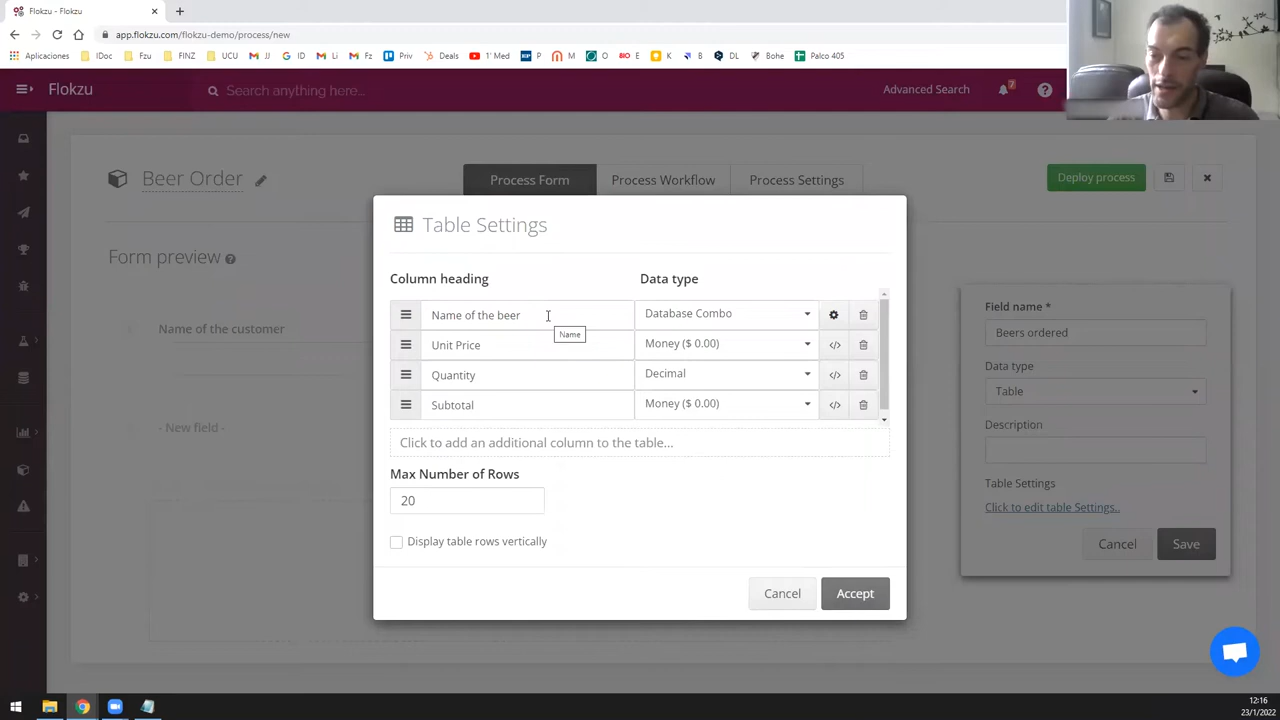 Flokzu - Flokzu
app.flokzu.com/flokzu-demo/process/new
Aplicaciones IDoc Fzu FINZ UCU JJ ID Li Fz Priv Deals 1' Med P M O E K B DL Bohe Palco 405
Flokzu
Search anything here...
Advanced Search
7
Beer Order
Process Form
Process Workflow
Process Settings
Deploy process
Form preview
Name of the customer
- New field -
Table Settings
Column heading
Data type
Name of the beer
Database Combo
Name
Unit Price
Money ($ 0.00)
Quantity
Decimal
Subtotal
Money ($ 0.00)
Click to add an additional column to the table...
Max Number of Rows
20
Display table rows vertically
Cancel
Accept
Field name *
Beers ordered
Data type
Table
Description
Table Settings
Click to edit table Settings..
Cancel
Save
12:16
23/1/2022